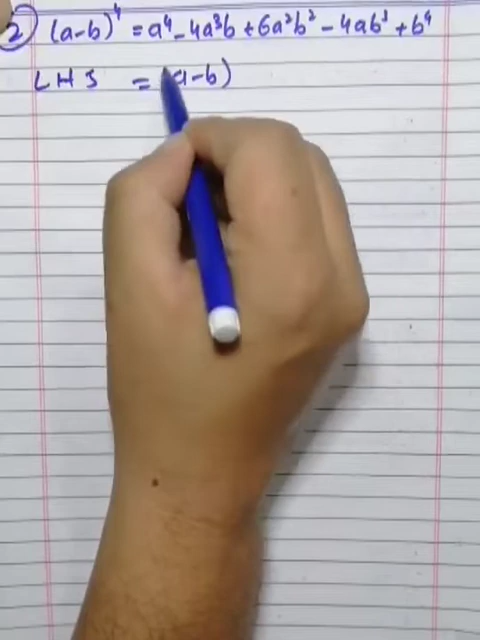 2) (a-b)⁴ = a⁴ - 4a³b + 6a²b² - 4ab³ + b⁴
LHS = (a-b)